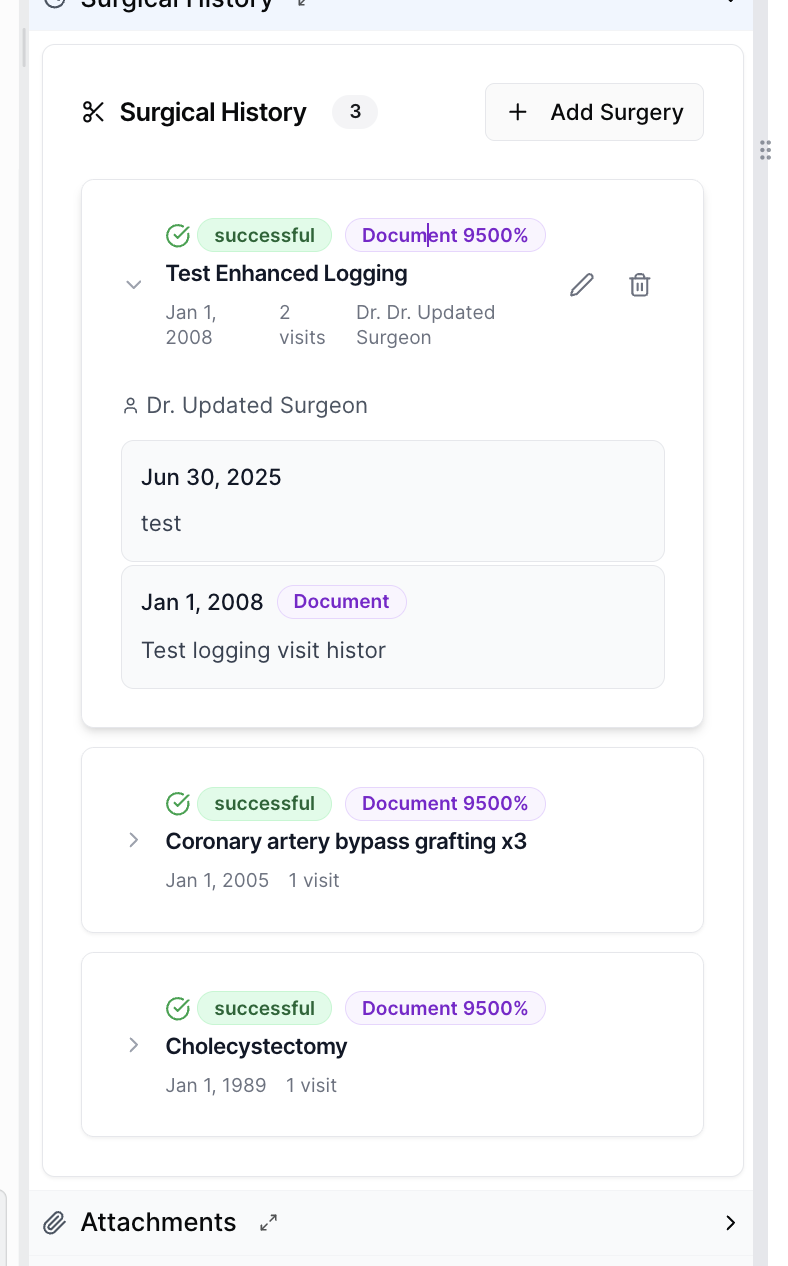 Surgical History
Surgical History 3 + Add Surgery
successful Document 9500%
Test Enhanced Logging
Jan 1, 2008 2 visits Dr. Dr. Updated Surgeon
Dr. Updated Surgeon
Jun 30, 2025
test
Jan 1, 2008 Document
Test logging visit histor
successful Document 9500%
Coronary artery bypass grafting x3
Jan 1, 2005 1 visit
successful Document 9500%
Cholecystectomy
Jan 1, 1989 1 visit
Attachments